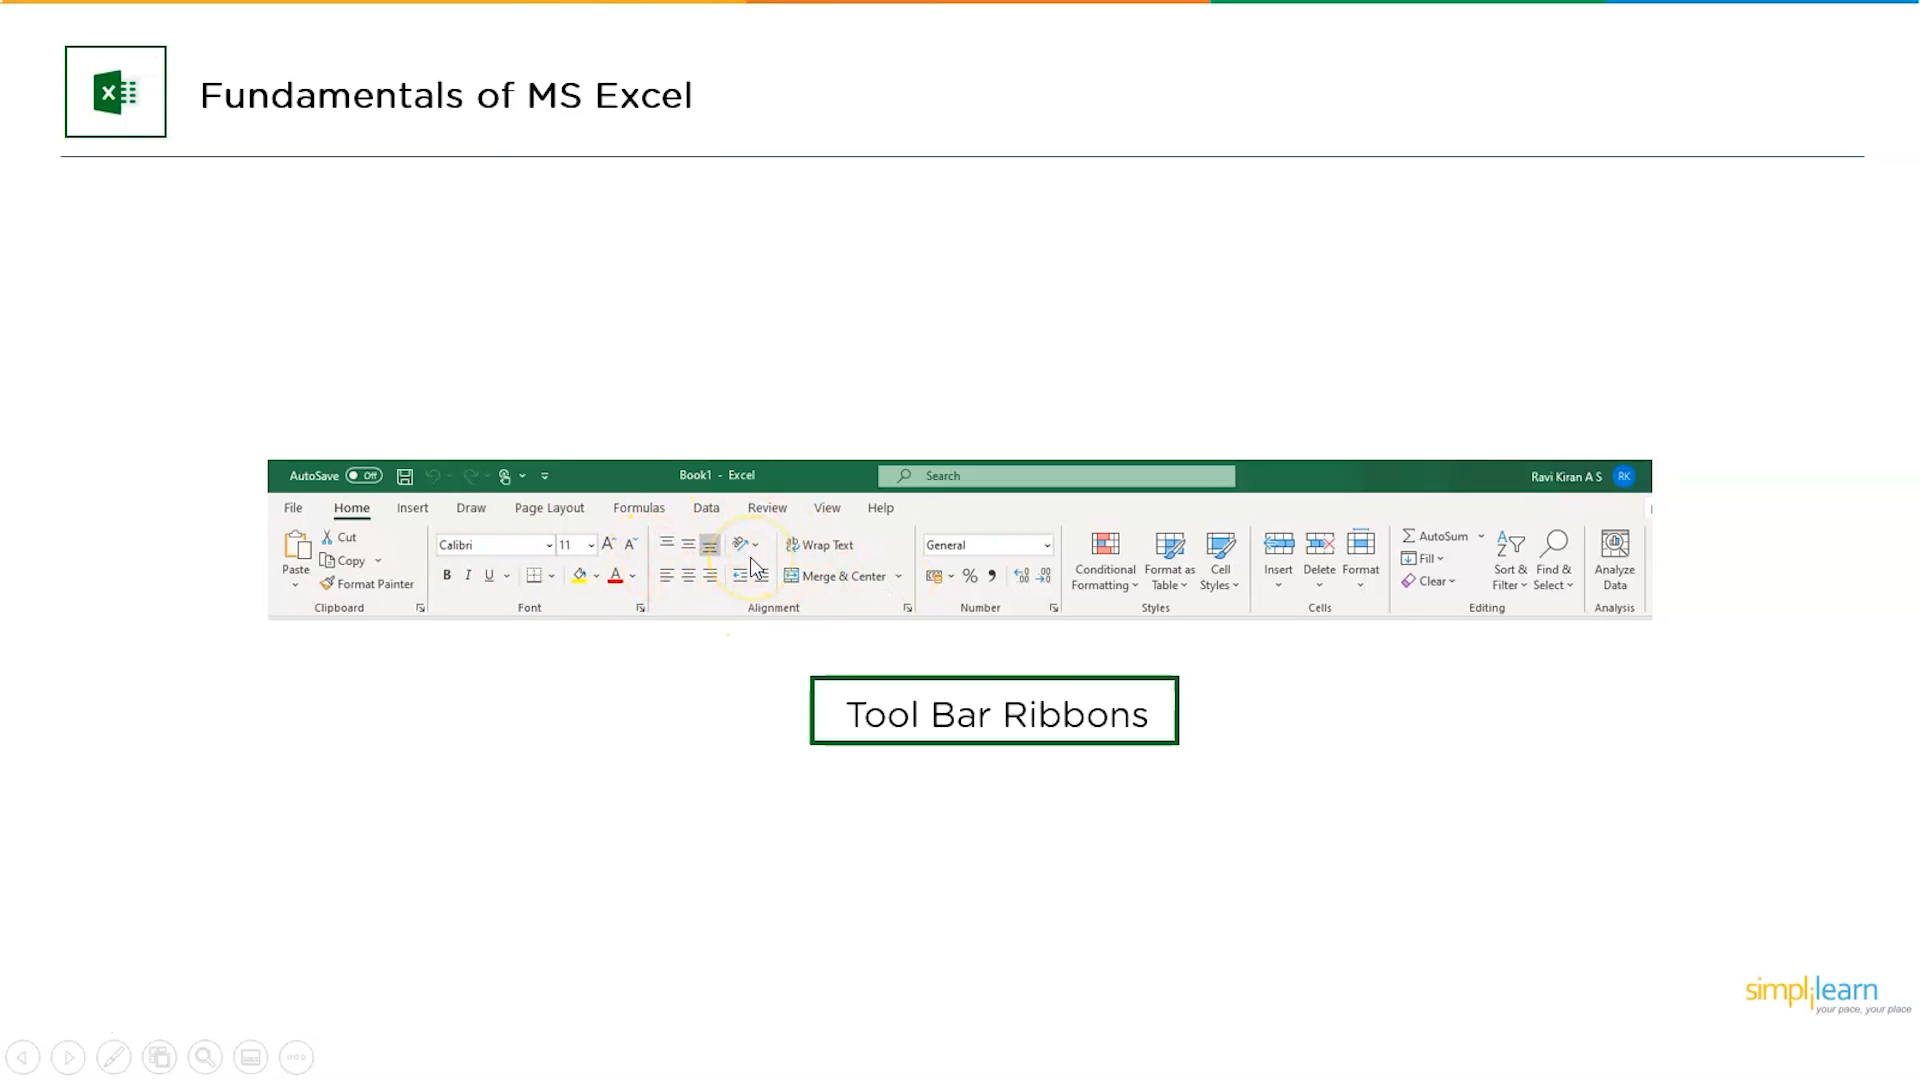 Fundamentals of MS Excel
AutoSave Off Book1 - Excel Search Ravi Kiran A S RK
File Home Insert Draw Page Layout Formulas Data Review View Help
Paste Cut Copy Format Painter
Clipboard
Calibri 11
B I U A
Font
Wrap Text
Merge & Center
Alignment
General
% ,
Number
Conditional Formatting Format as Table Cell Styles
Styles
Insert Delete Format
Cells
AutoSum Fill Clear Sort & Filter Find & Select
Editing
Analyze Data
Analysis
Tool Bar Ribbons
simplilearn
your pace, your place